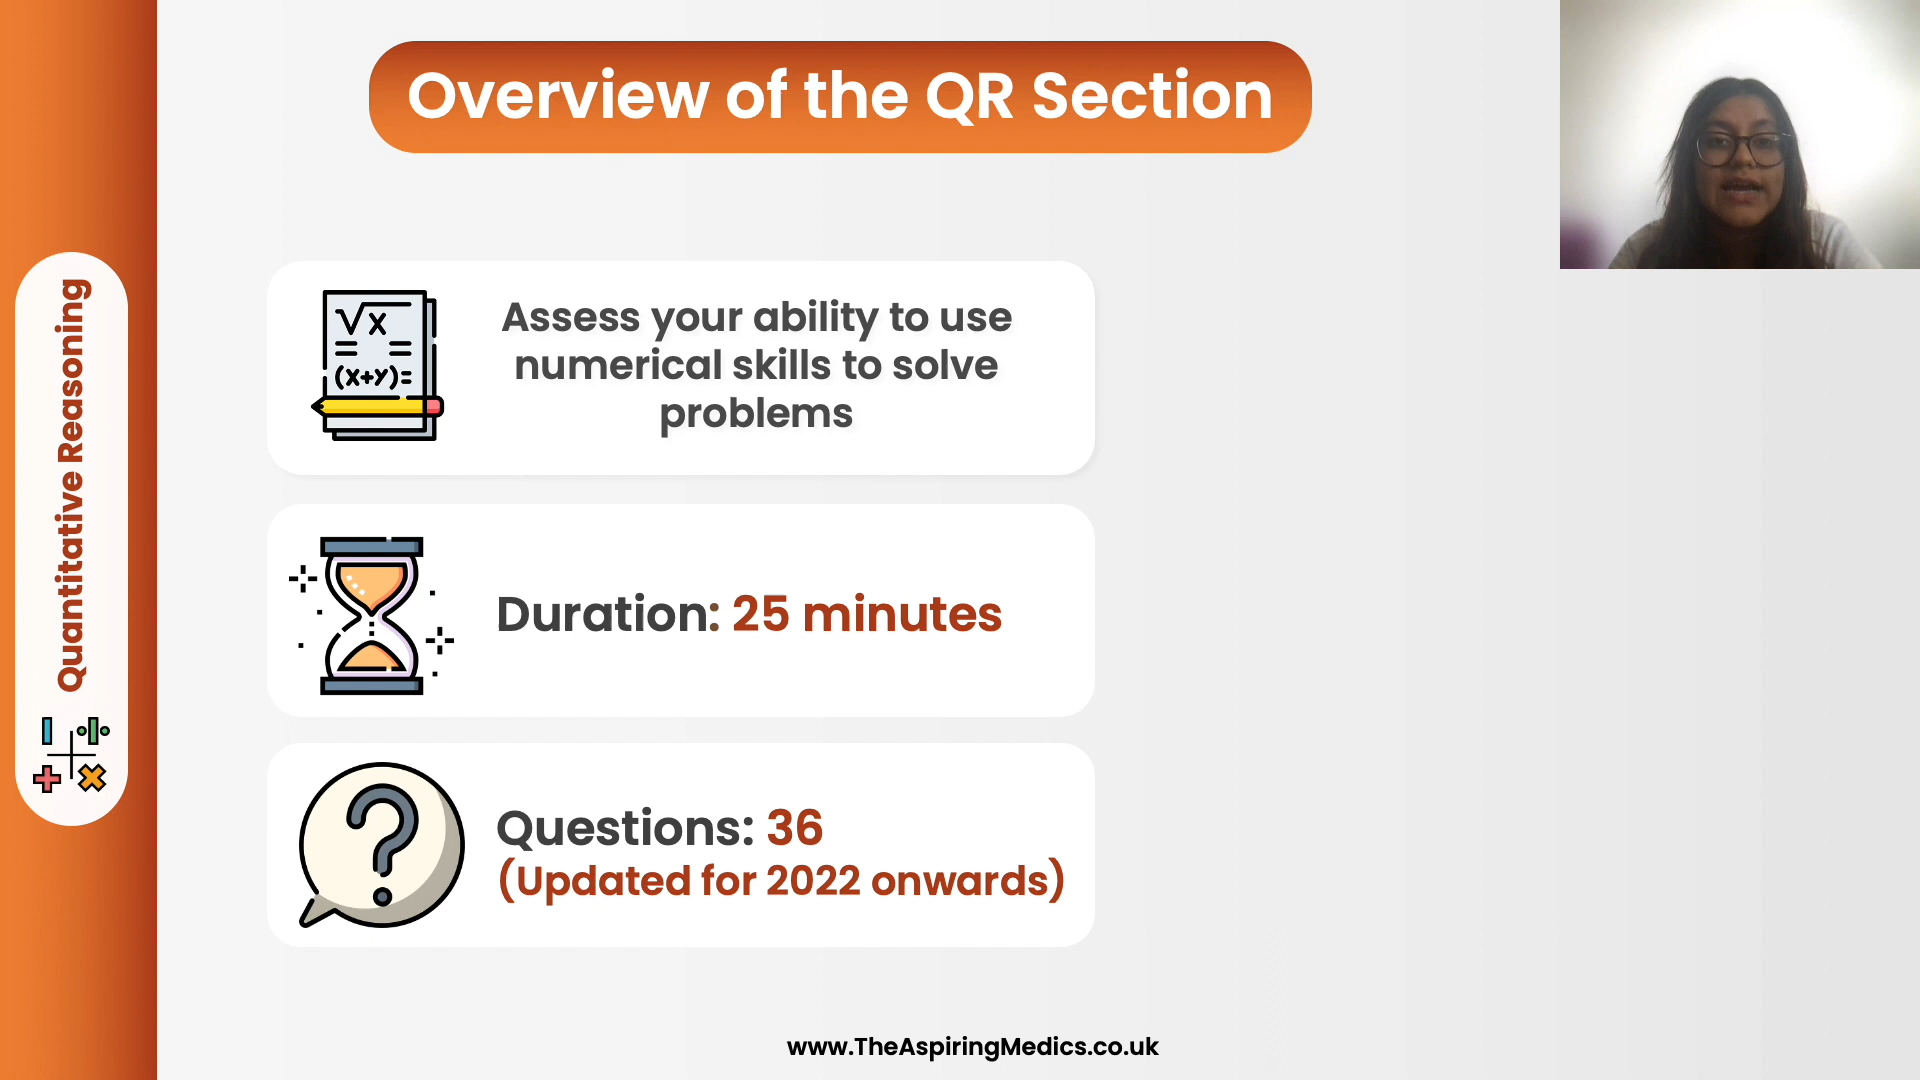 Overview of the QR Section
Quantitative Reasoning
√x
= =
(x+y)=
Assess your ability to use
numerical skills to solve
problems
Duration: 25 minutes
?
Questions: 36
(Updated for 2022 onwards)
www.TheAspiringMedics.co.uk